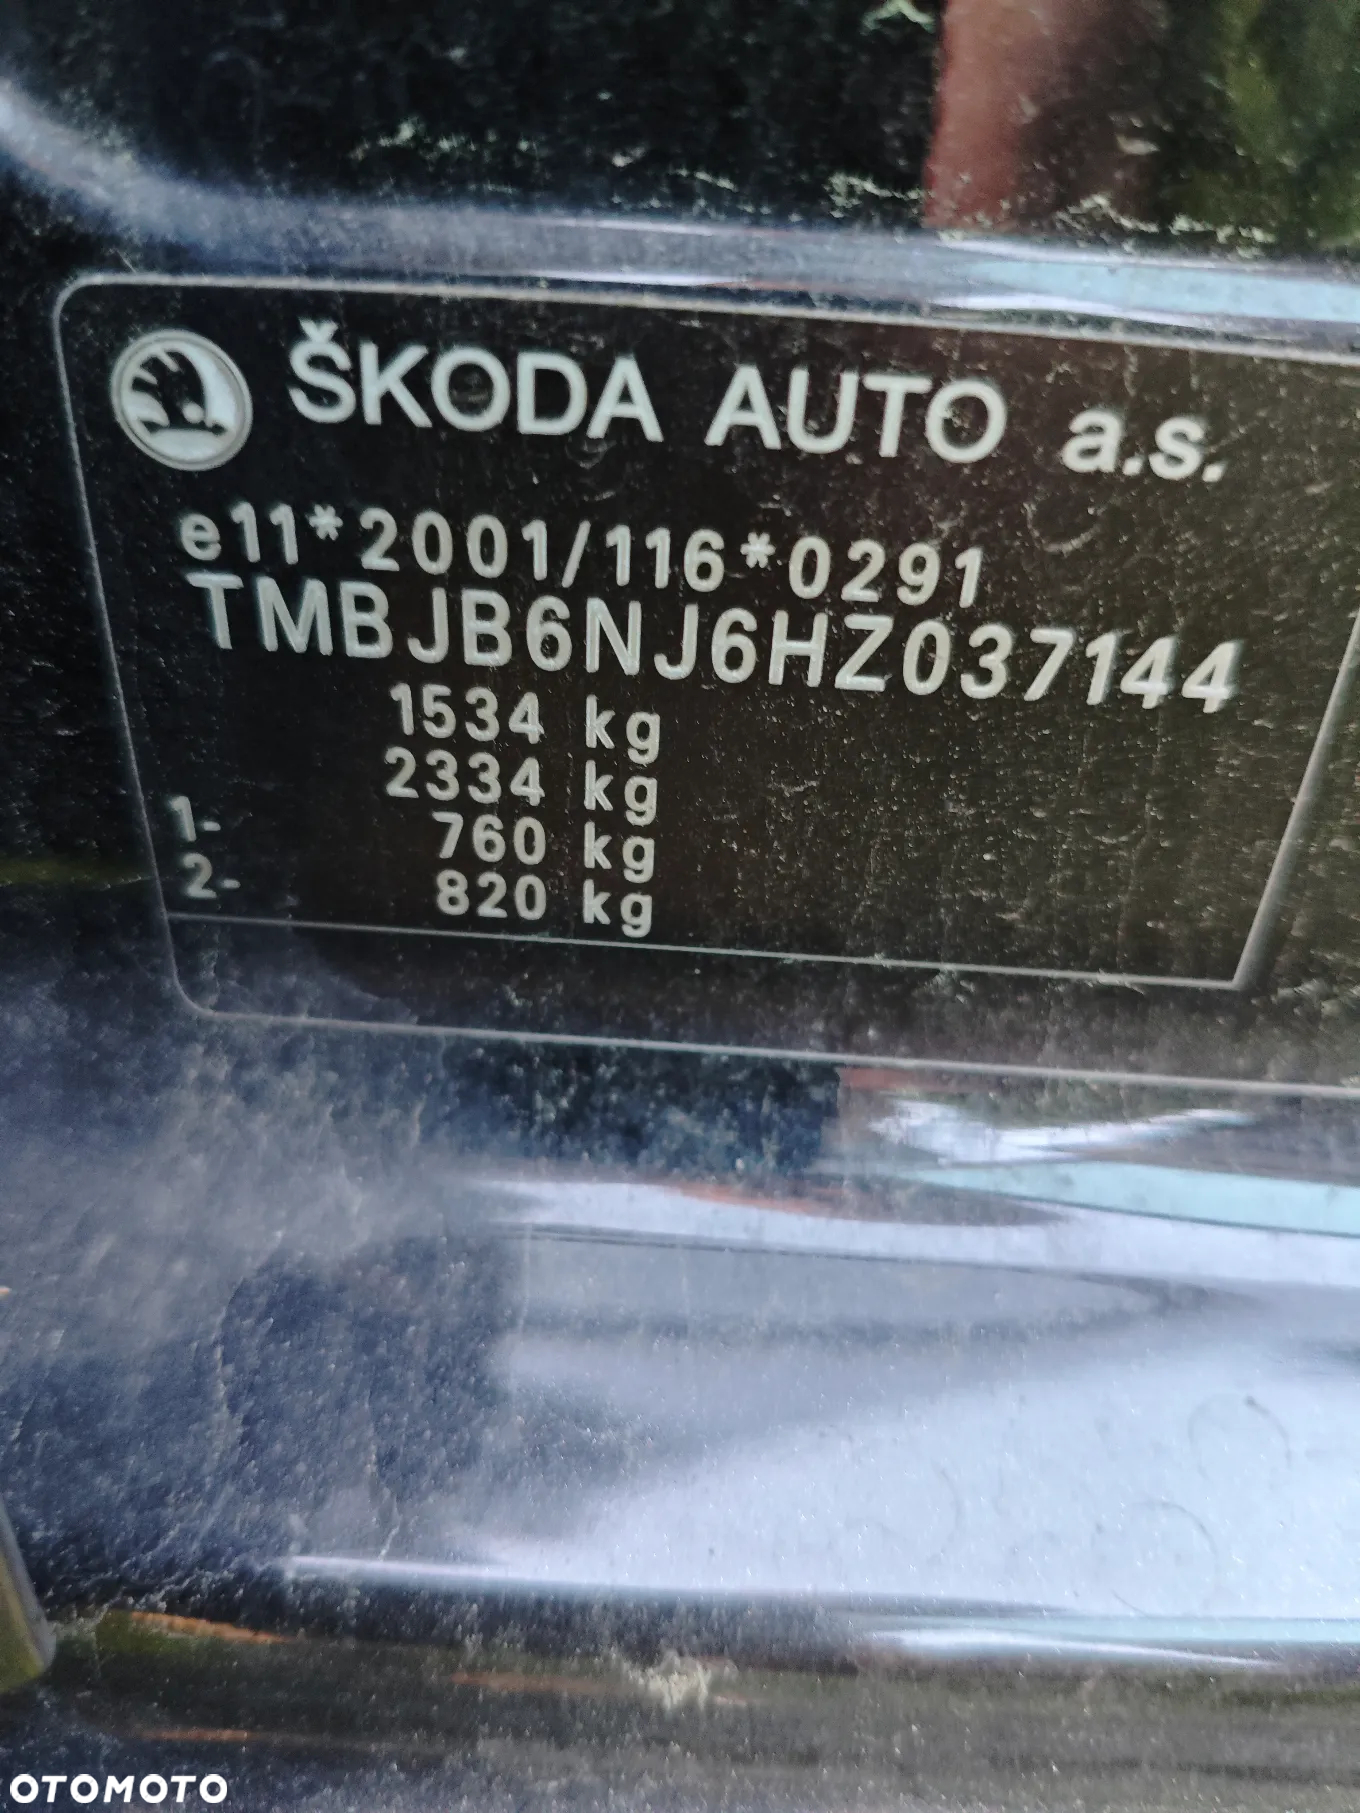 ŠKODA AUTO a.s.
e11*2001/116*0291
TMBJB6NJ6HZ037144
1534 kg
2334 kg
1- 760 kg
2- 820 kg
OTOMOTO